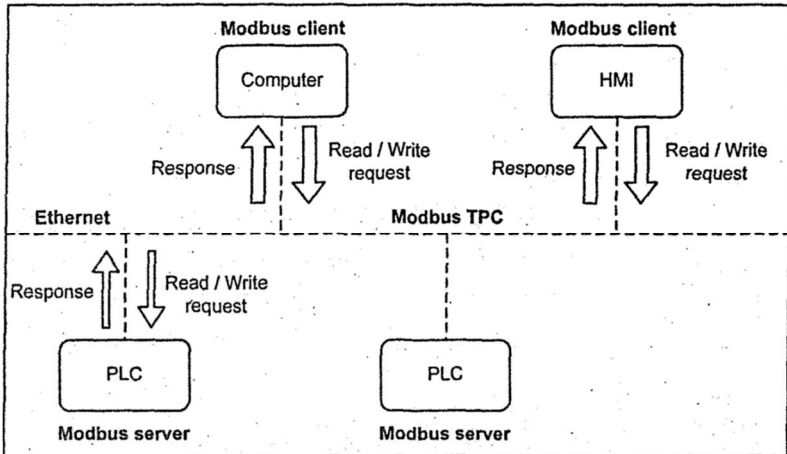 Modbus client
Modbus client
Computer
HMI
Response
Read / Write
request
Response
Read / Write
request
Ethernet
Modbus TPC
Response
Read / Write
request
PLC
PLC
Modbus server
Modbus server